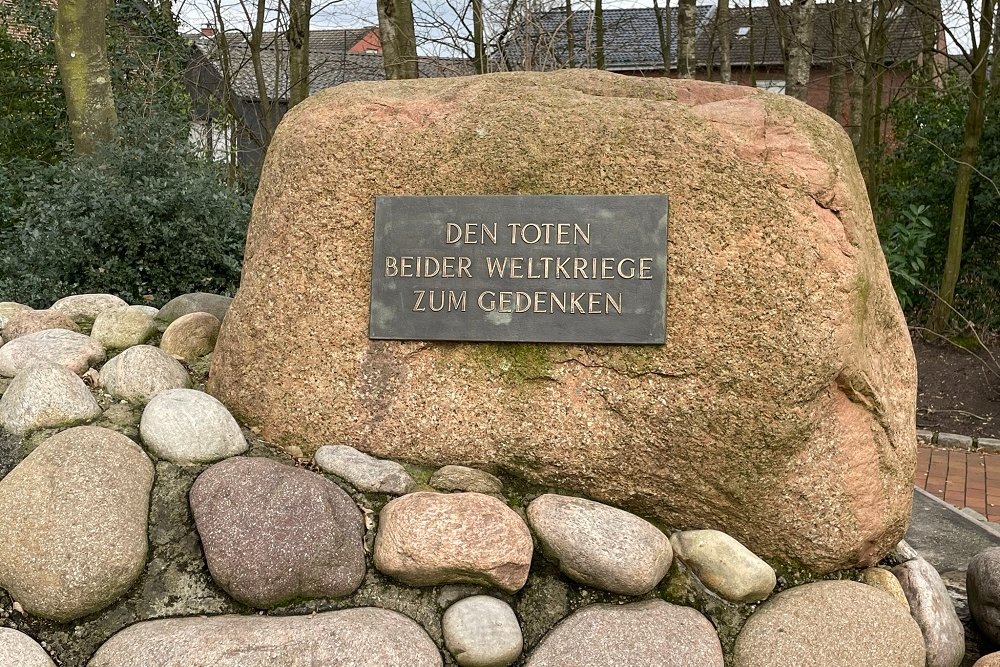 DEN TOTEN
BEIDER WELTKRIEGE
ZUM GEDENKEN